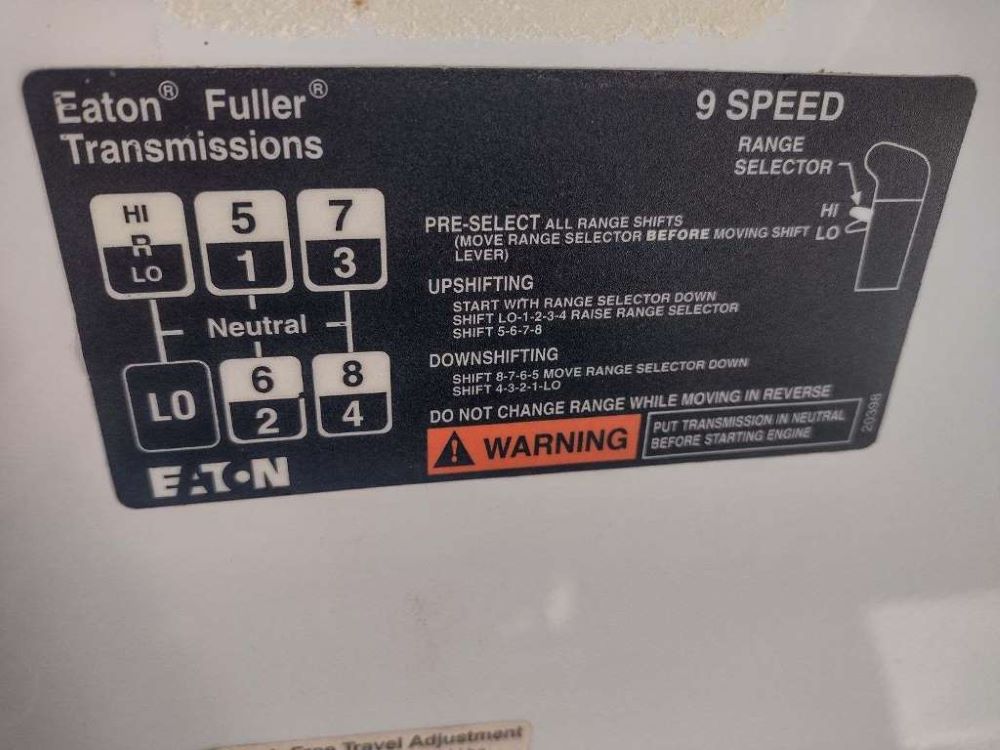 Eaton® Fuller®
Transmissions
9 SPEED
RANGE
SELECTOR
HI
LO
HI
R
LO
5
1
7
3
Neutral
LO
6
2
8
4
PRE-SELECT ALL RANGE SHIFTS
(MOVE RANGE SELECTOR BEFORE MOVING SHIFT
LEVER)
UPSHIFTING
START WITH RANGE SELECTOR DOWN
SHIFT LO-1-2-3-4 RAISE RANGE SELECTOR
SHIFT 5-6-7-8
DOWNSHIFTING
SHIFT 8-7-6-5 MOVE RANGE SELECTOR DOWN
SHIFT 4-3-2-1-LO
DO NOT CHANGE RANGE WHILE MOVING IN REVERSE
WARNING
PUT TRANSMISSION IN NEUTRAL
BEFORE STARTING ENGINE
20398
EATON
Free Travel Adjustment